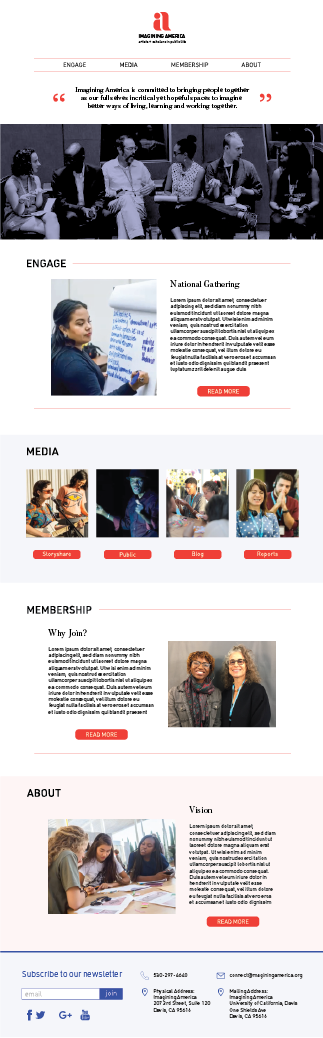 a
IMAGINING AMERICA
artists + scholars in public life
ENGAGE MEDIA MEMBERSHIP ABOUT
“ Imagining America is committed to bringing people together ”
as our full selves in critical yet hopeful spaces to imagine
better ways of living, learning and working together.
ENGAGE
National Gathering
Lorem ipsum dolor sit amet, consectetuer
adipiscing elit, sed diam nonummy nibh
euismod tincidunt ut laoreet dolore magna
aliquam erat volutpat. Ut wisi enim ad minim
veniam, quis nostrud exerci tation
ullamcorper suscipit lobortis nisl ut aliquip ex
ea commodo consequat. Duis autem vel eum
iriure dolor in hendrerit in vulputate velit esse
molestie consequat, vel illum dolore eu
feugiat nulla facilisis at vero eros et accumsan
et iusto odio dignissim qui blandit praesent
luptatum zzril delenit augue duis
READ MORE
MEDIA
Storyshare Public Blog Reports
MEMBERSHIP
Why Join?
Lorem ipsum dolor sit amet, consectetuer
adipiscing elit, sed diam nonummy nibh
euismod tincidunt ut laoreet dolore magna
aliquam erat volutpat. Ut wisi enim ad minim
veniam, quis nostrud exerci tation
ullamcorper suscipit lobortis nisl ut aliquip ex
ea commodo consequat. Duis autem vel eum
iriure dolor in hendrerit in vulputate velit esse
molestie consequat, vel illum dolore eu
feugiat nulla facilisis at vero eros et accumsan
et iusto odio dignissim qui blandit praesent
READ MORE
ABOUT
Vision
Lorem ipsum dolor sit amet,
consectetuer adipiscing elit, sed diam
nonummy nibh euismod tincidunt ut
laoreet dolore magna aliquam erat
volutpat. Ut wisi enim ad minim
veniam, quis nostrud exerci tation
ullamcorper suscipit lobortis nisl ut
aliquip ex ea commodo consequat.
Duis autem vel eum iriure dolor in
hendrerit in vulputate velit esse
molestie consequat, vel illum dolore
eu feugiat nulla facilisis at vero eros
et accumsan et iusto odio dignissim
READ MORE
Subscribe to our newsletter
email join
530-297-4640
connect@imaginingamerica.org
Physical Address:
Imagining America
207 3rd Street, Suite 120
Davis, CA 95616
Mailing Address:
Imagining America
University of California, Davis
One Shields Ave
Davis, CA 95616